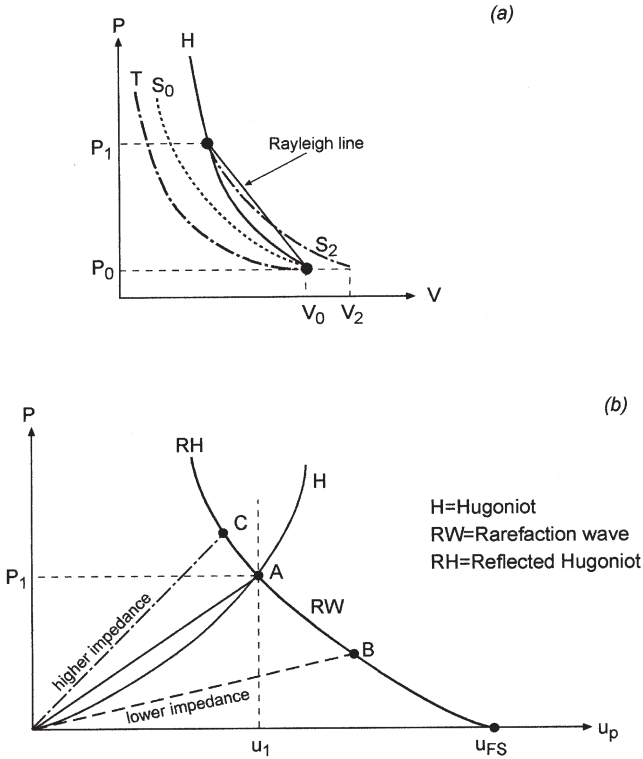 (a)
P
H
T
S0
P1
Rayleigh line
S2
P0
V
V0
V2
(b)
P
RH
H
C
H=Hugoniot
RW=Rarefaction wave
RH=Reflected Hugoniot
P1
A
RW
higher impedance
B
lower impedance
u1
uFS
up